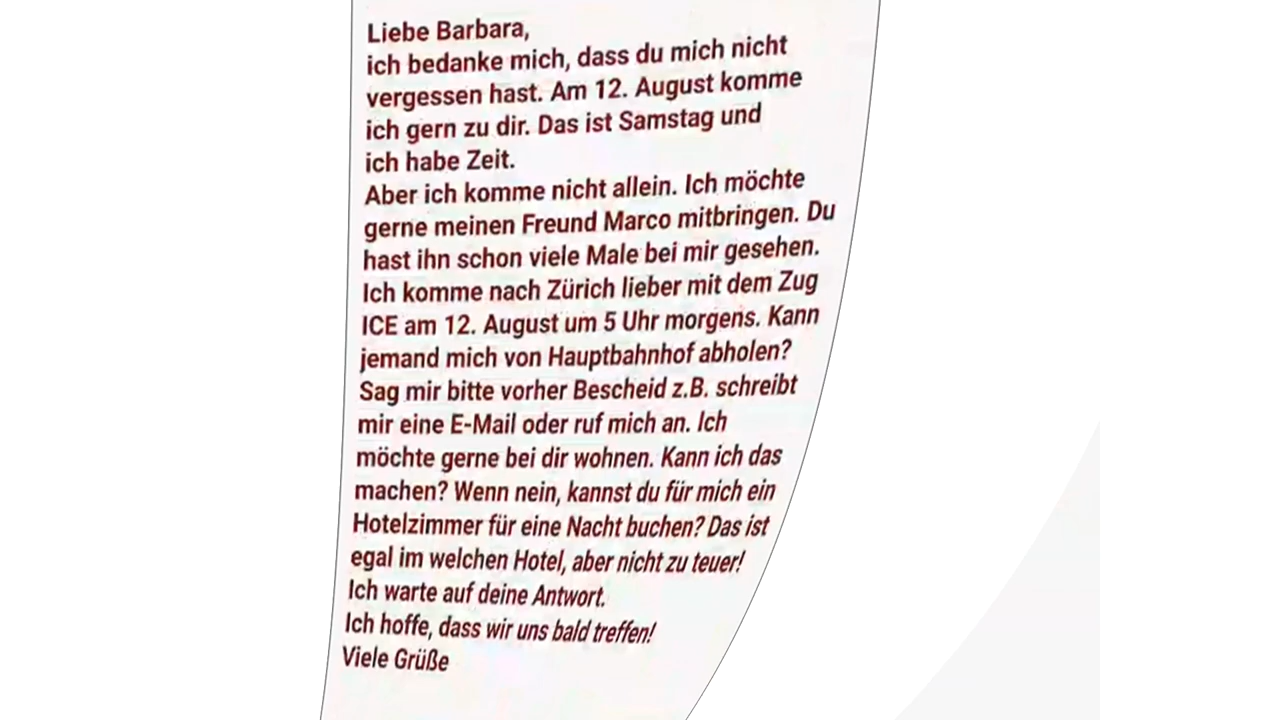 Liebe Barbara,
ich bedanke mich, dass du mich nicht
vergessen hast. Am 12. August komme
ich gern zu dir. Das ist Samstag und
ich habe Zeit.
Aber ich komme nicht allein. Ich möchte
gerne meinen Freund Marco mitbringen. Du
hast ihn schon viele Male bei mir gesehen.
Ich komme nach Zürich lieber mit dem Zug
ICE am 12. August um 5 Uhr morgens. Kann
jemand mich von Hauptbahnhof abholen?
Sag mir bitte vorher Bescheid z.B. schreibt
mir eine E-Mail oder ruf mich an. Ich
möchte gerne bei dir wohnen. Kann ich das
machen? Wenn nein, kannst du für mich ein
Hotelzimmer für eine Nacht buchen? Das ist
egal im welchen Hotel, aber nicht zu teuer!
Ich warte auf deine Antwort.
Ich hoffe, dass wir uns bald treffen!
Viele Grüße